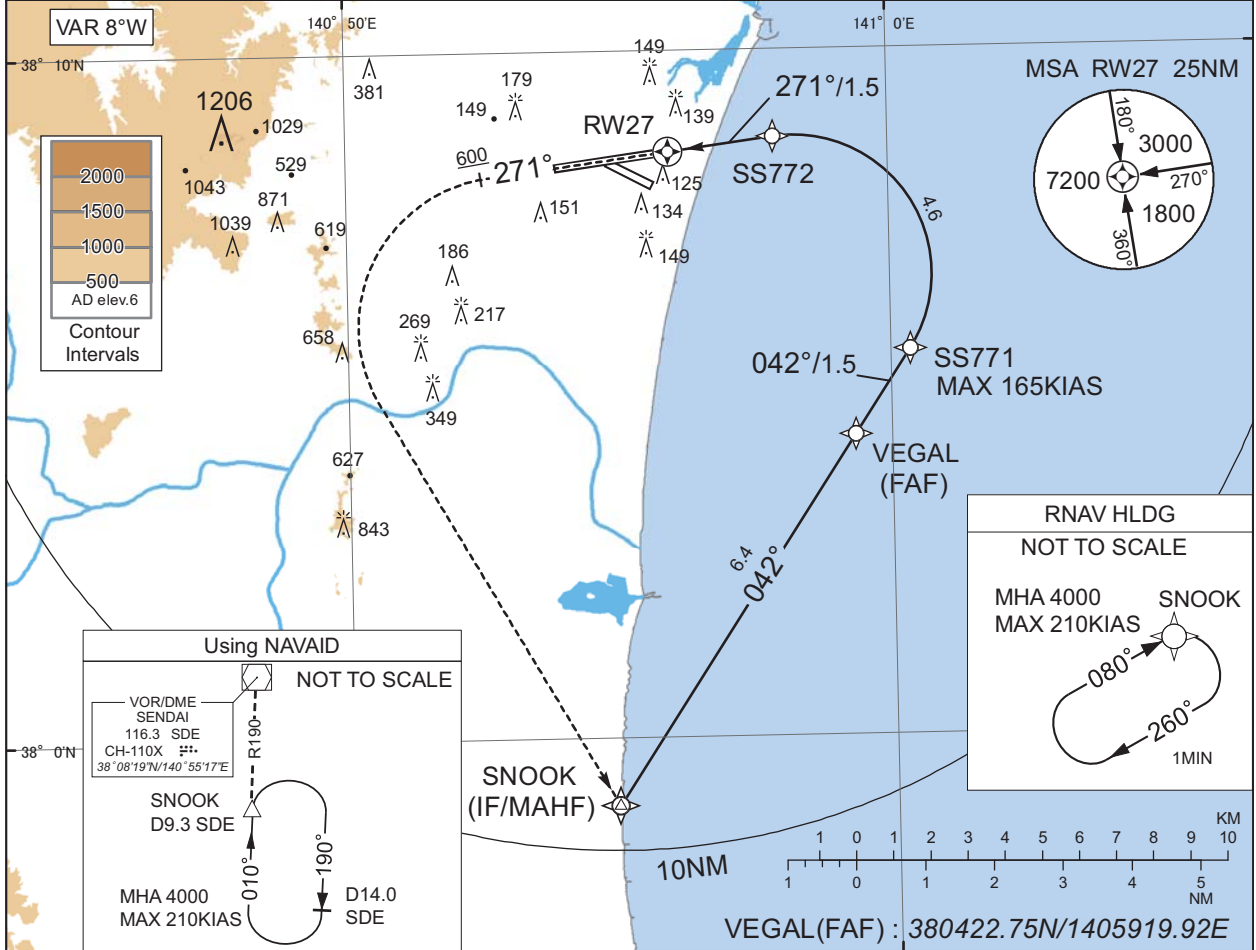 VAR 8°W
140° 50'E
141° 0'E
38° 10'N
38° 0'N
MSA RW27 25NM
180°
3000
7200
270°
1800
360°
1206
1029
1043
529
871
1039
619
381
149
179
149
139
RW27
271°/1.5
SS772
600
271°
125
134
151
149
4.6
2000
1500
1000
500
AD elev.6
Contour
Intervals
186
217
269
658
349
627
843
042°/1.5
SS771
MAX 165KIAS
VEGAL
(FAF)
6.4
042°
SNOOK
(IF/MAHF)
10NM
RNAV HLDG
NOT TO SCALE
MHA 4000
MAX 210KIAS
SNOOK
080°
260°
1MIN
Using NAVAID
NOT TO SCALE
VOR/DME
SENDAI
116.3 SDE
CH-110X
38°08'19"N/140°55'17"E
R190
SNOOK
D9.3 SDE
010°
190°
MHA 4000
MAX 210KIAS
D14.0
SDE
KM
1 0 1 2 3 4 5 6 7 8 9 10
1 0 1 2 3 4 5
NM
VEGAL(FAF) : 380422.75N/1405919.92E